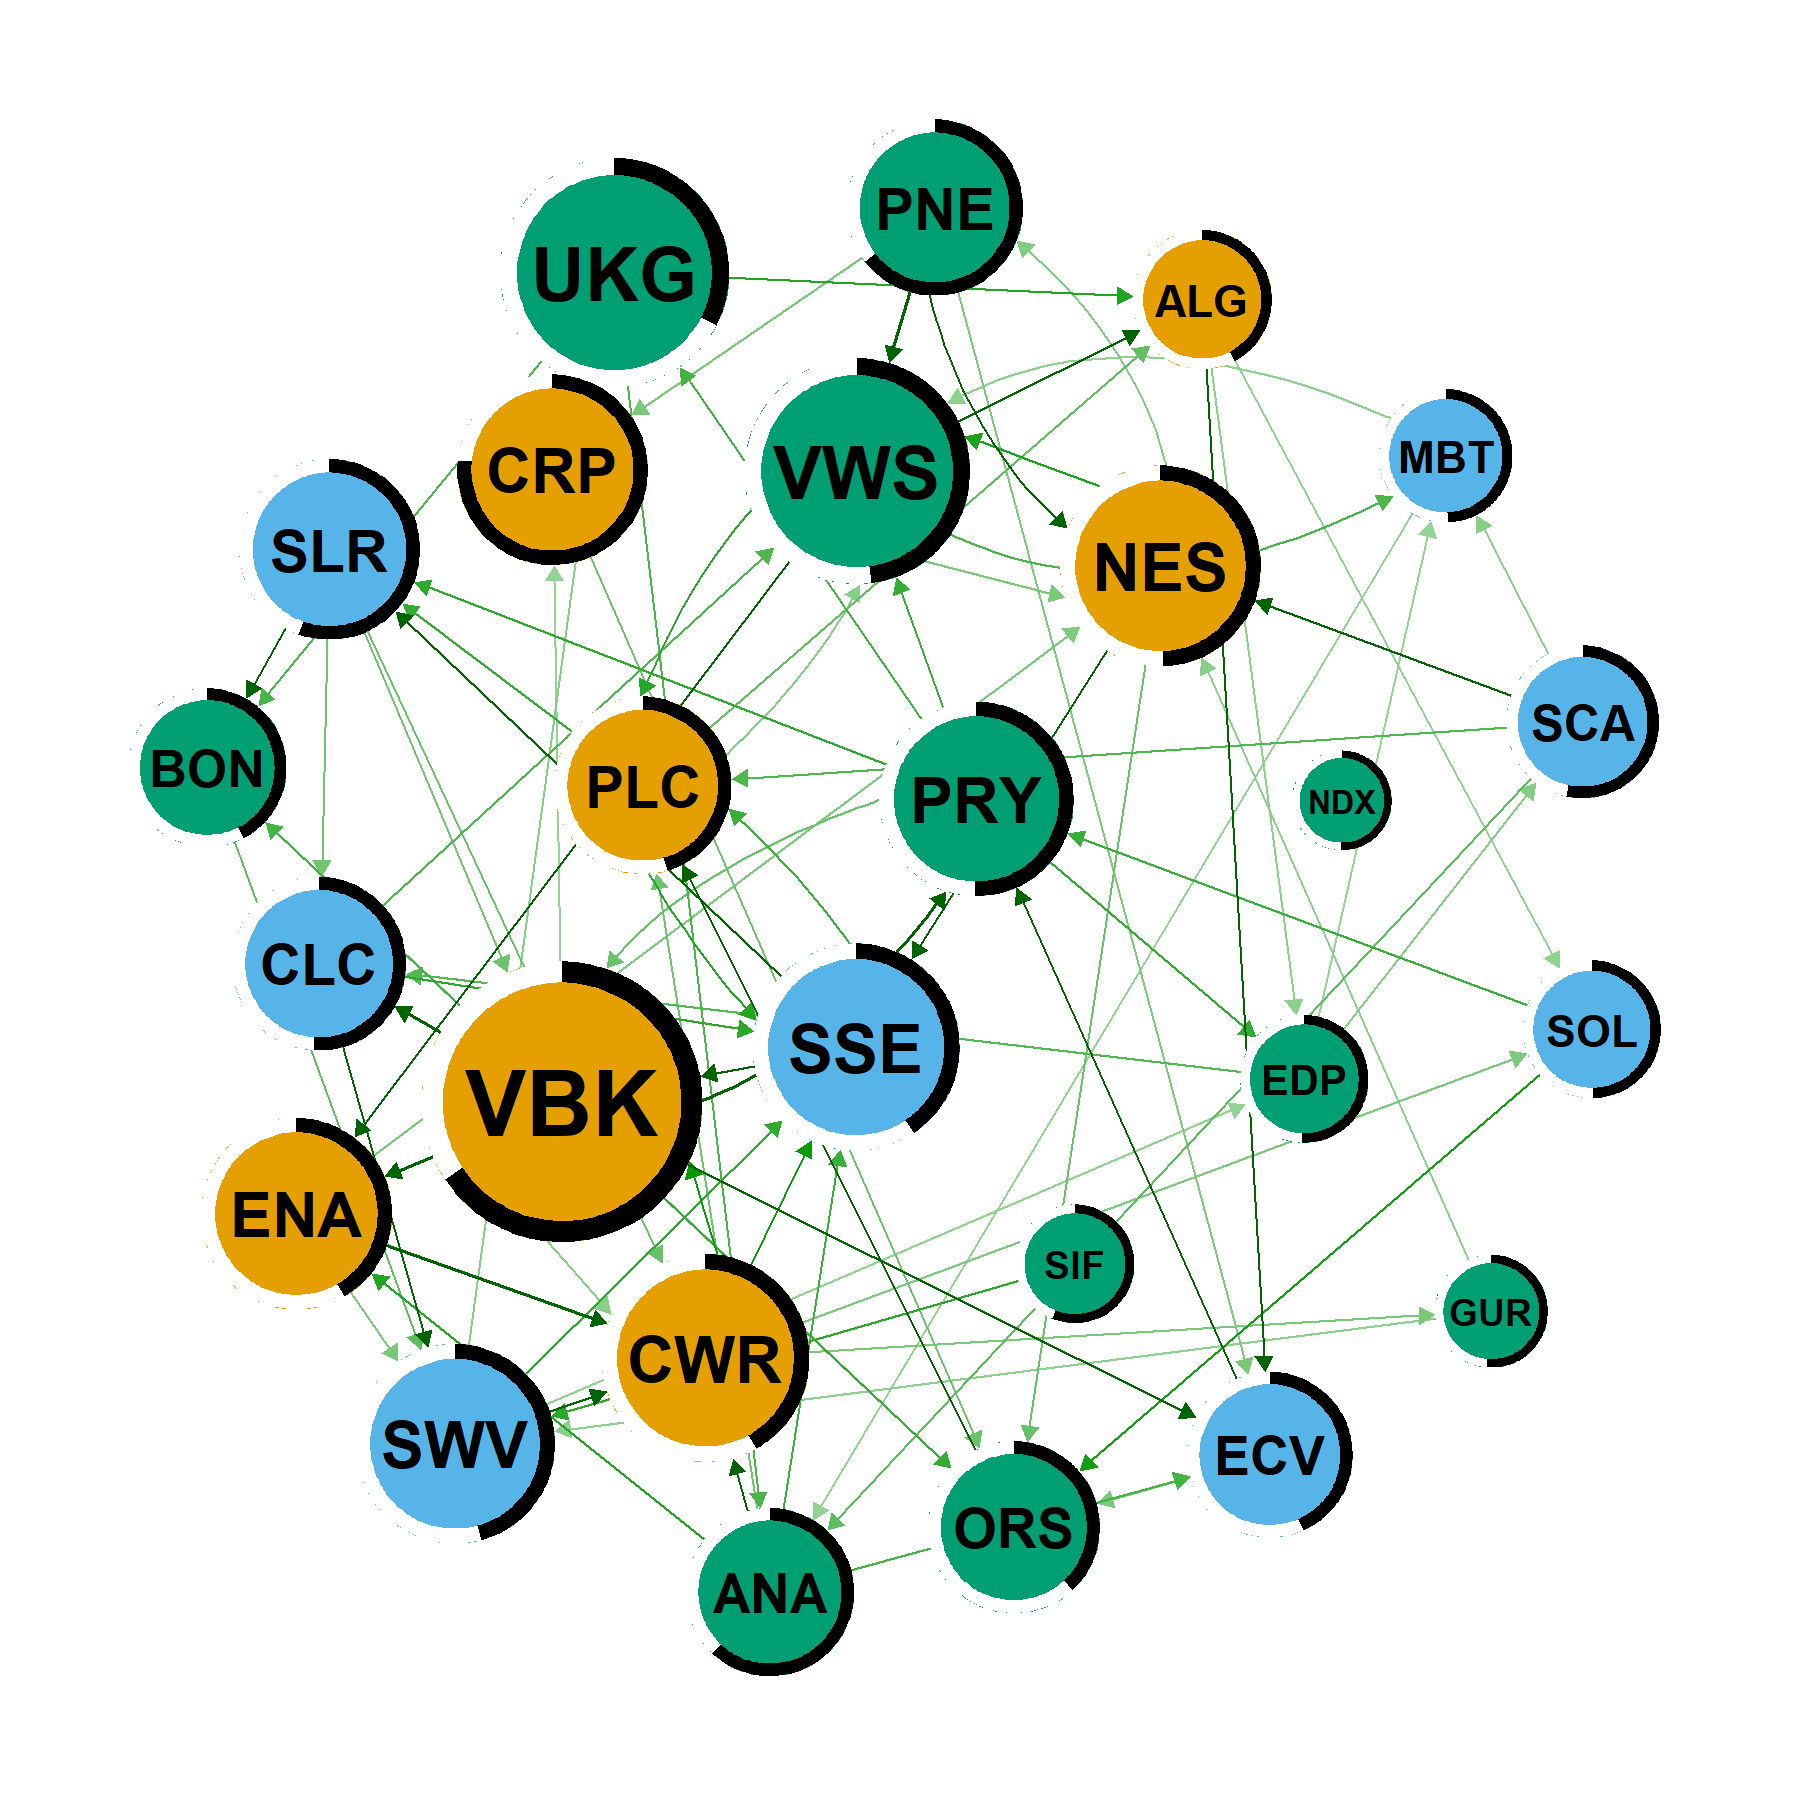 PNE
UKG
ALG
CRP
VWS
MBT
SLR
NES
SCA
BON
PLC
PRY
NDX
CLC
SSE
SOL
VBK
EDP
ENA
SIF
GUR
CWR
SWV
ECV
ORS
ANA